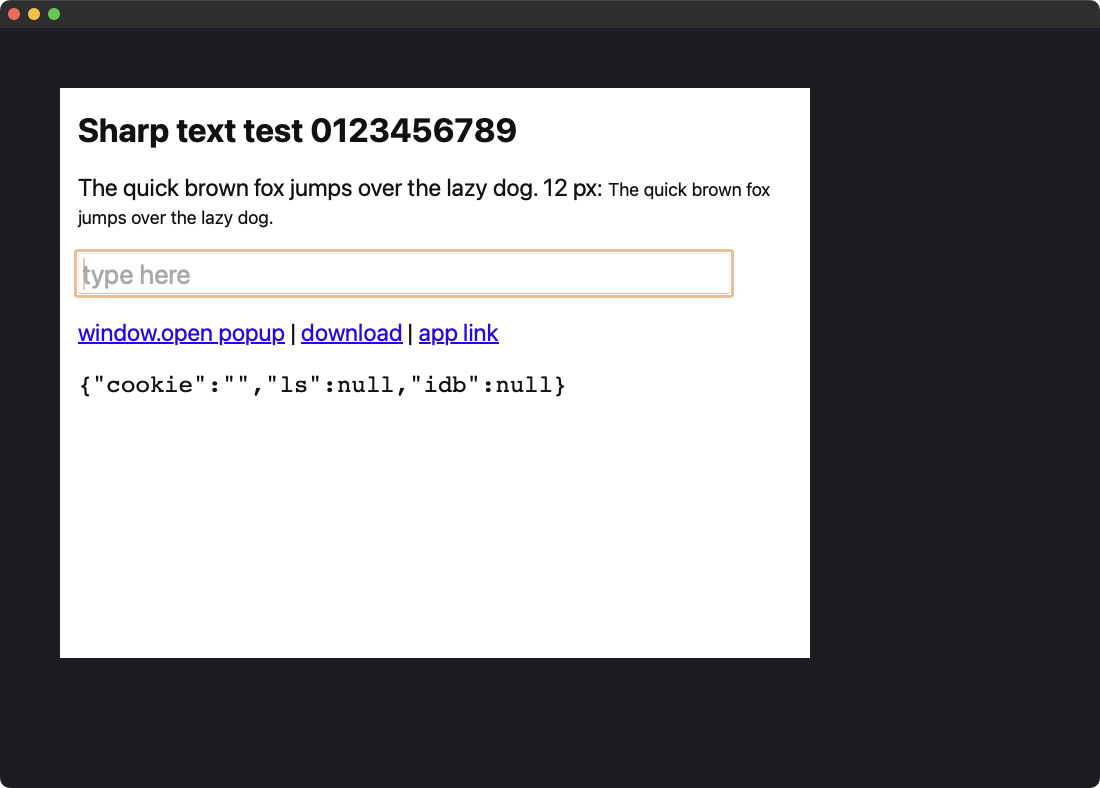 Sharp text test 0123456789
The quick brown fox jumps over the lazy dog. 12 px: The quick brown fox
jumps over the lazy dog.
type here
window.open popup | download | app link
{"cookie":"","ls":null,"idb":null}